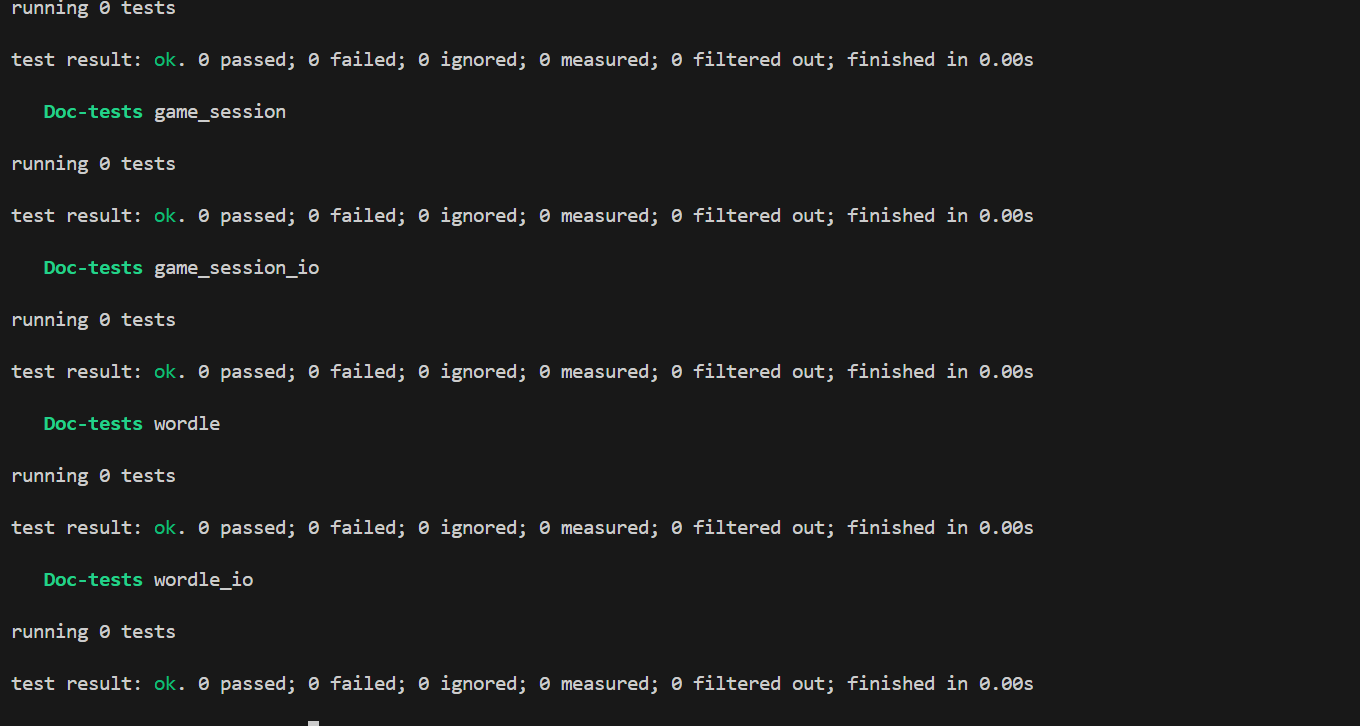 running 0 tests
test result: ok. 0 passed; 0 failed; 0 ignored; 0 measured; 0 filtered out; finished in 0.00s
Doc-tests game_session
running 0 tests
test result: ok. 0 passed; 0 failed; 0 ignored; 0 measured; 0 filtered out; finished in 0.00s
Doc-tests game_session_io
running 0 tests
test result: ok. 0 passed; 0 failed; 0 ignored; 0 measured; 0 filtered out; finished in 0.00s
Doc-tests wordle
running 0 tests
test result: ok. 0 passed; 0 failed; 0 ignored; 0 measured; 0 filtered out; finished in 0.00s
Doc-tests wordle_io
running 0 tests
test result: ok. 0 passed; 0 failed; 0 ignored; 0 measured; 0 filtered out; finished in 0.00s